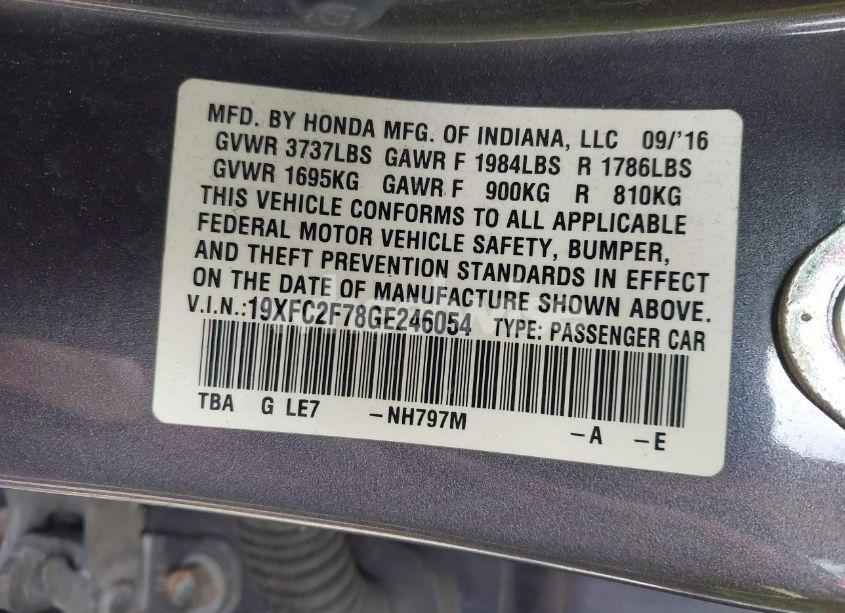 MFD. BY HONDA MFG. OF INDIANA, LLC 09/'16
GVWR 3737LBS GAWR F 1984LBS R 1786LBS
GVWR 1695KG GAWR F 900KG R 810KG
THIS VEHICLE CONFORMS TO ALL APPLICABLE
FEDERAL MOTOR VEHICLE SAFETY, BUMPER,
AND THEFT PREVENTION STANDARDS IN EFFECT
ON THE DATE OF MANUFACTURE SHOWN ABOVE.
V.I.N.:19XFC2F78GE246054 TYPE: PASSENGER CAR
TBA G LE7 -NH797M -A -E